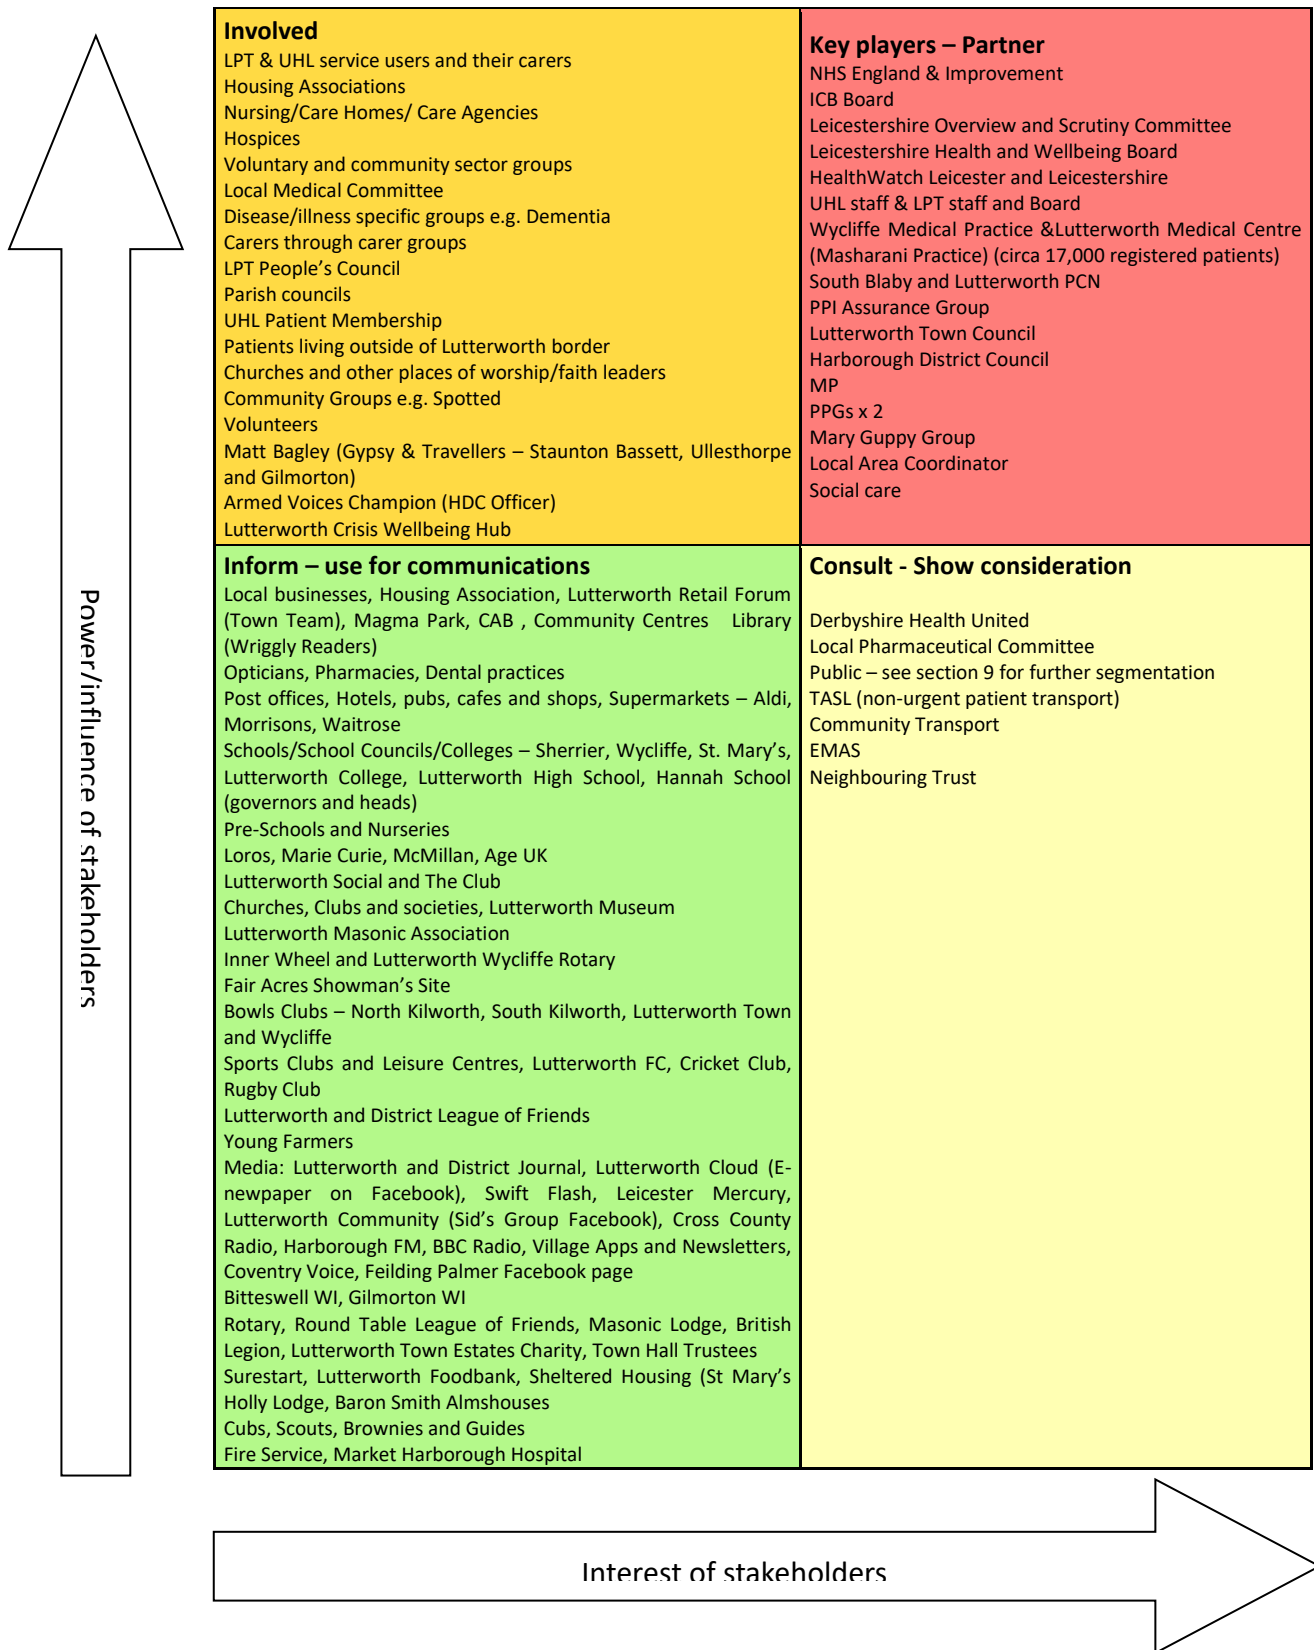 Involved
LPT & UHL service users and their carers
Housing Associations
Nursing/Care Homes/ Care Agencies
Hospices
Voluntary and community sector groups
Local Medical Committee
Disease/illness specific groups e.g. Dementia
Carers through carer groups
LPT People’s Council
Parish councils
UHL Patient Membership
Patients living outside of Lutterworth border
Churches and other places of worship/faith leaders
Community Groups e.g. Spotted
Volunteers
Matt Bagley (Gypsy & Travellers – Staunton Bassett, Ullesthorpe
and Gilmorton)
Armed Voices Champion (HDC Officer)
Lutterworth Crisis Wellbeing Hub
Key players – Partner
NHS England & Improvement
ICB Board
Leicestershire Overview and Scrutiny Committee
Leicestershire Health and Wellbeing Board
HealthWatch Leicester and Leicestershire
UHL staff & LPT staff and Board
Wycliffe Medical Practice &Lutterworth Medical Centre
(Masharani Practice) (circa 17,000 registered patients)
South Blaby and Lutterworth PCN
PPI Assurance Group
Lutterworth Town Council
Harborough District Council
MP
PPGs x 2
Mary Guppy Group
Local Area Coordinator
Social care
Inform – use for communications
Local businesses, Housing Association, Lutterworth Retail Forum
(Town Team), Magma Park, CAB , Community Centres Library
(Wriggly Readers)
Opticians, Pharmacies, Dental practices
Post offices, Hotels, pubs, cafes and shops, Supermarkets – Aldi,
Morrisons, Waitrose
Schools/School Councils/Colleges – Sherrier, Wycliffe, St. Mary’s,
Lutterworth College, Lutterworth High School, Hannah School
(governors and heads)
Pre-Schools and Nurseries
Loros, Marie Curie, McMillan, Age UK
Lutterworth Social and The Club
Churches, Clubs and societies, Lutterworth Museum
Lutterworth Masonic Association
Inner Wheel and Lutterworth Wycliffe Rotary
Fair Acres Showman’s Site
Bowls Clubs – North Kilworth, South Kilworth, Lutterworth Town
and Wycliffe
Sports Clubs and Leisure Centres, Lutterworth FC, Cricket Club,
Rugby Club
Lutterworth and District League of Friends
Young Farmers
Media: Lutterworth and District Journal, Lutterworth Cloud (E-
newpaper on Facebook), Swift Flash, Leicester Mercury,
Lutterworth Community (Sid’s Group Facebook), Cross County
Radio, Harborough FM, BBC Radio, Village Apps and Newsletters,
Coventry Voice, Feilding Palmer Facebook page
Bitteswell WI, Gilmorton WI
Rotary, Round Table League of Friends, Masonic Lodge, British
Legion, Lutterworth Town Estates Charity, Town Hall Trustees
Surestart, Lutterworth Foodbank, Sheltered Housing (St Mary’s
Holly Lodge, Baron Smith Almshouses
Cubs, Scouts, Brownies and Guides
Fire Service, Market Harborough Hospital
Consult - Show consideration
Derbyshire Health United
Local Pharmaceutical Committee
Public – see section 9 for further segmentation
TASL (non-urgent patient transport)
Community Transport
EMAS
Neighbouring Trust
Power/influence of stakeholders
Interest of stakeholders